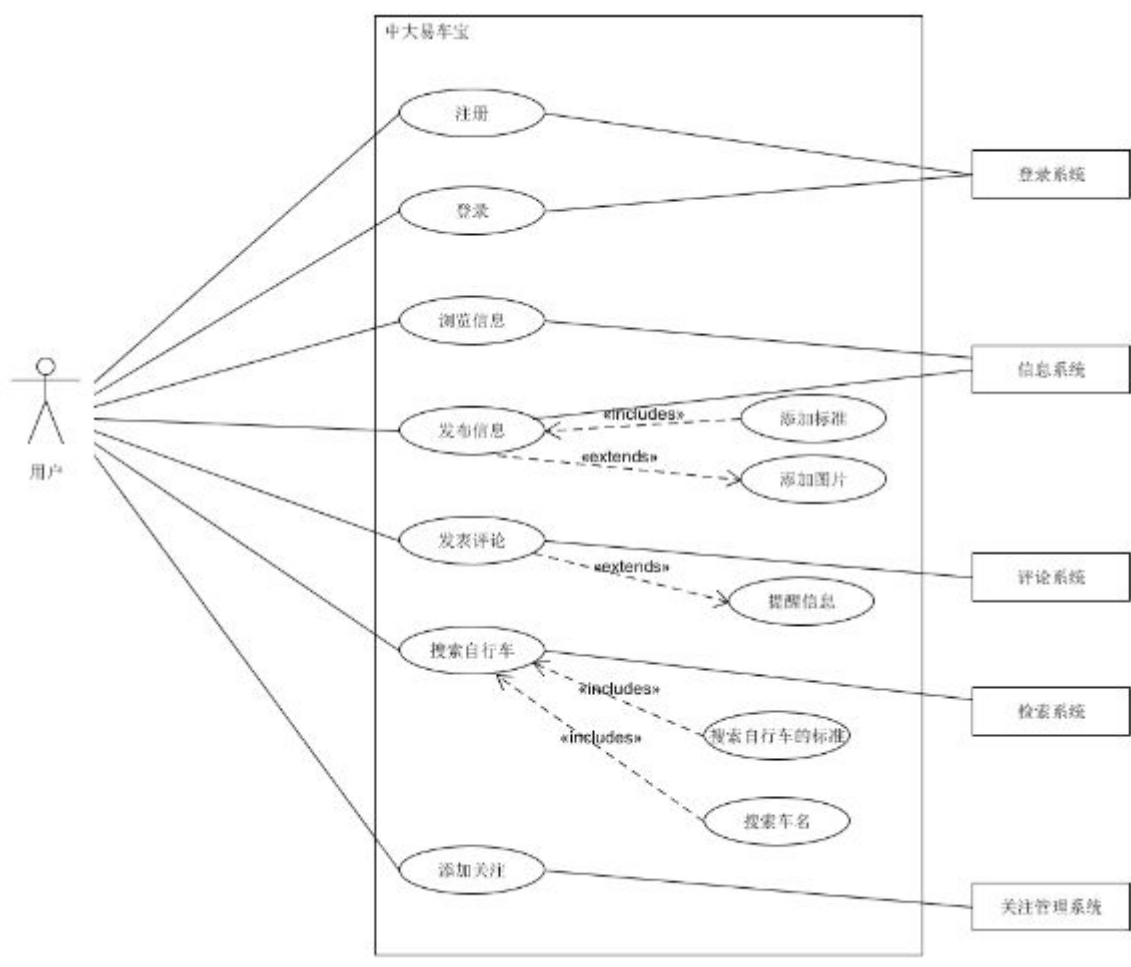 中大易车宝
注册
登录系统
登录
浏览信息
信息系统
用户
发布信息
«includes»
添加标准
«extends»
添加图片
发表评论
«extends»
提醒信息
评论系统
搜索自行车
«includes»
搜索自行车的标准
检索系统
«includes»
搜索车名
添加关注
关注管理系统